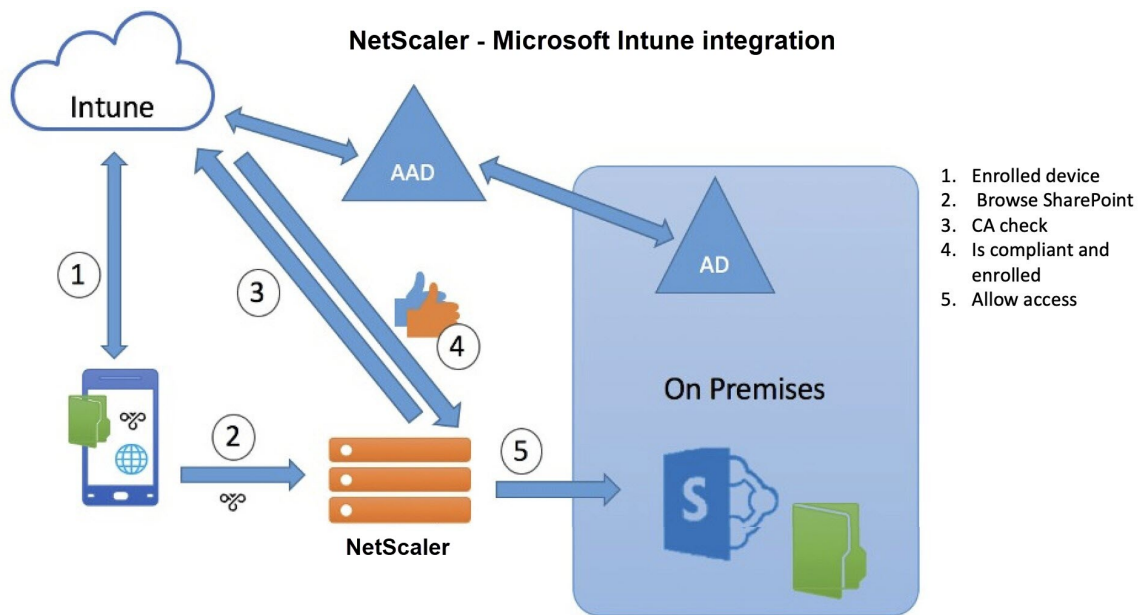 NetScaler - Microsoft Intune integration
Intune
AAD
AD
1
3
4
2
5
On Premises
S
NetScaler
1. Enrolled device
2. Browse SharePoint
3. CA check
4. Is compliant and
enrolled
5. Allow access